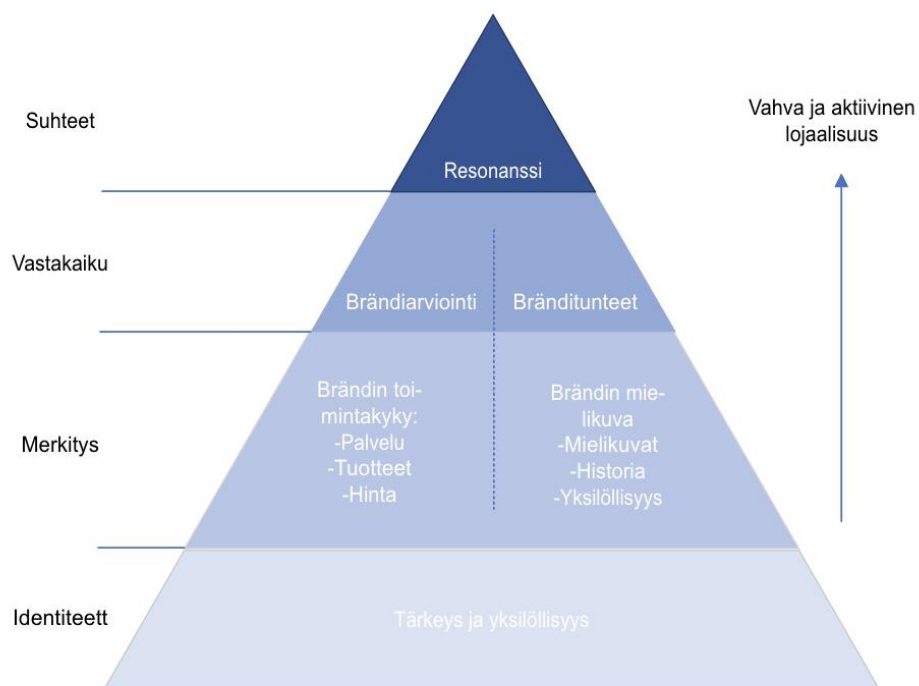 Suhteet
Vahva ja aktiivinen
lojaalisuus
Resonanssi
Vastakaiku
Brändiarviointi
Bränditunteet
Merkitys
Brändin toi-
mintakyky:
-Palvelu
-Tuotteet
-Hinta
Brändin mie-
likuva
-Mielikuvat
-Historia
-Yksilöllisyys
Identiteett
Tärkeys ja yksilöllisyys